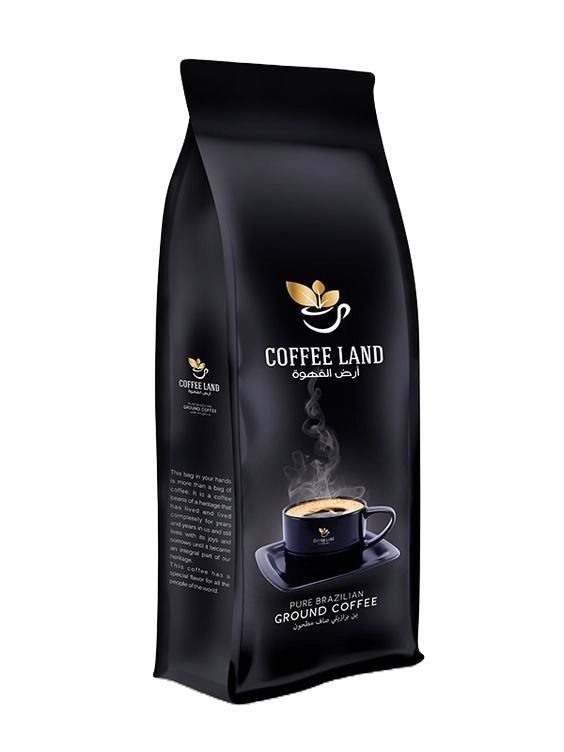 COFFEE LAND
أرض القهوة
COFFEE LAND
PURE BRAZILIAN
GROUND COFFEE
بن برازيلي صاف مطحون
COFFEE LAND
أرض القهوة
PURE BRAZILIAN
GROUND COFFEE
This bag in your hands
is more than a bag of
coffee. It is a coffee
beans of a heritage that
has lived and lived
completely for years
and years in us and still
lives with its joys and
sorrows until it became
an integral part of our
heritage.
This coffee has a
special flavor for all the
people of the world.